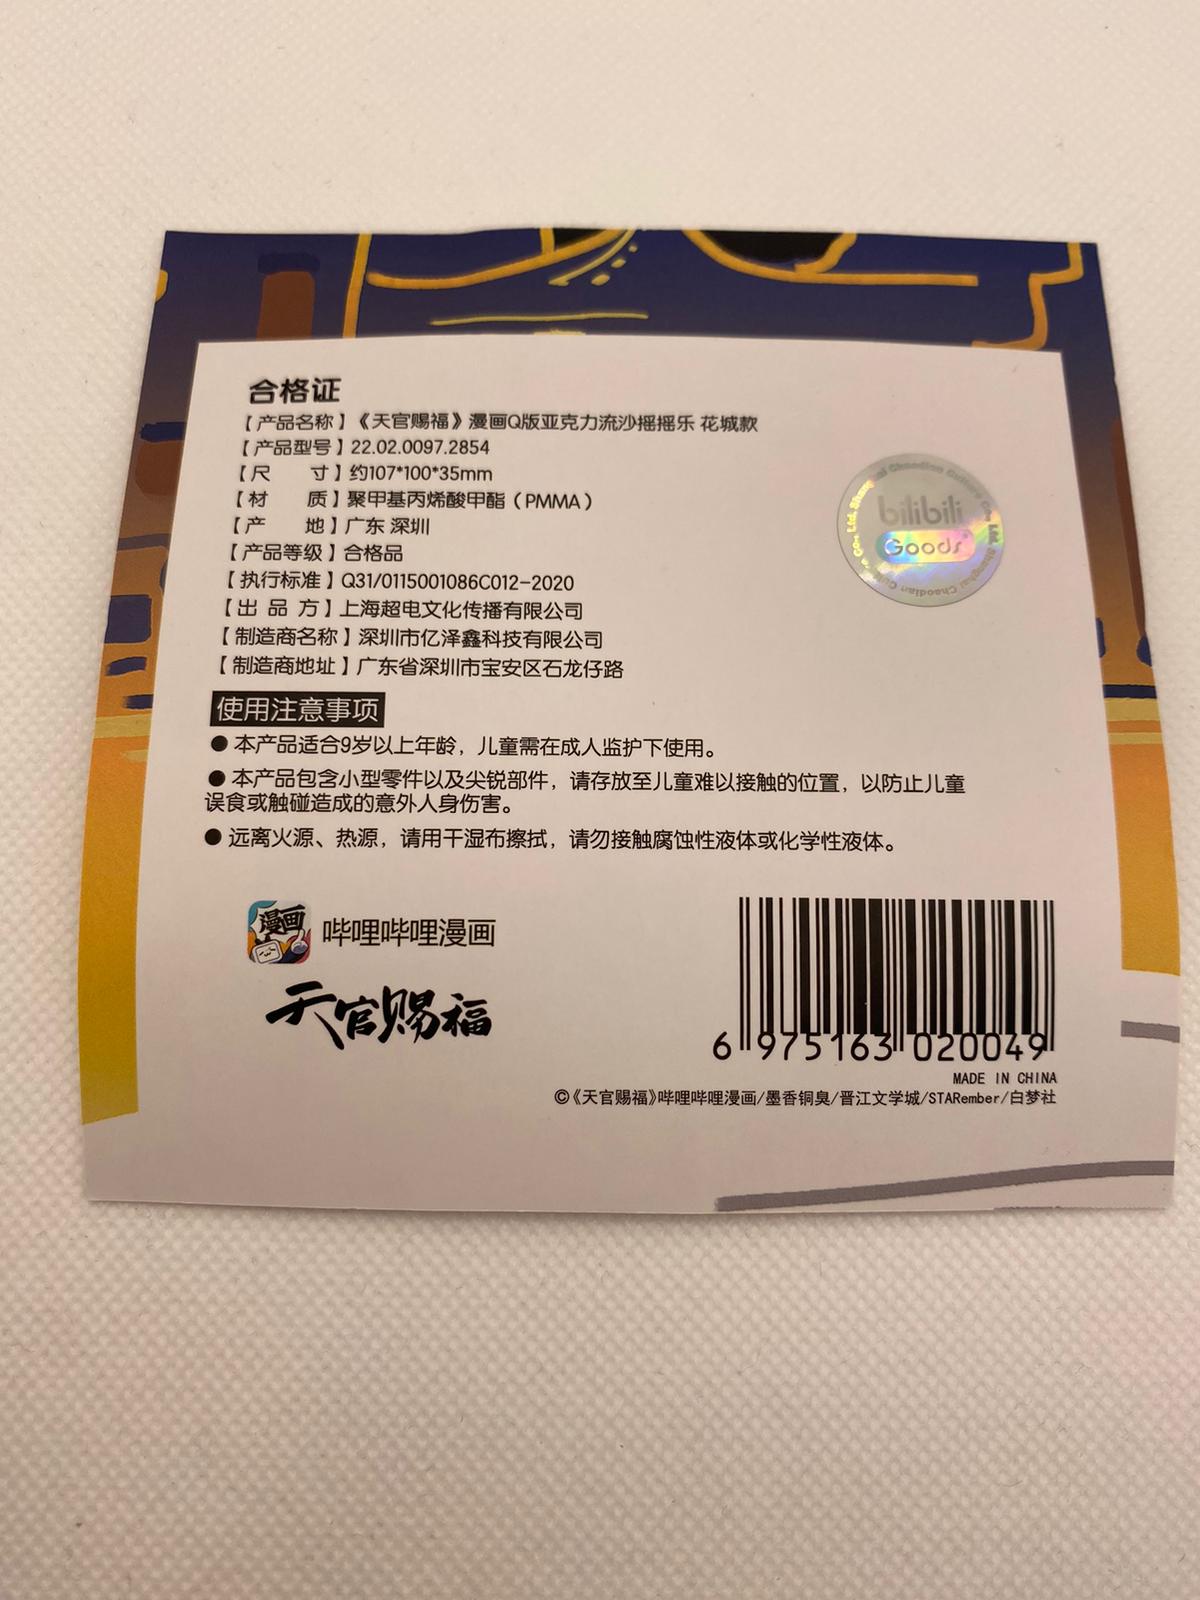 合格证
【产品名称】《天官赐福》漫画Q版亚克力流沙摇摇乐 花城款
【产品型号】22.02.0097.2854
【尺 寸】约107*100*35mm
【材 质】聚甲基丙烯酸甲酯（PMMA）
【产 地】广东 深圳
【产品等级】合格品
【执行标准】Q31/0115001086C012-2020
【出 品 方】上海超电文化传播有限公司
【制造商名称】深圳市亿泽鑫科技有限公司
【制造商地址】广东省深圳市宝安区石龙仔路
bilibili
Goods
Shanghai Chaodian Culture Co., Ltd.
使用注意事项
●本产品适合9岁以上年龄，儿童需在成人监护下使用。
●本产品包含小型零件以及尖锐部件，请存放至儿童难以接触的位置，以防止儿童
误食或触碰造成的意外人身伤害。
●远离火源、热源，请用干湿布擦拭，请勿接触腐蚀性液体或化学性液体。
漫画
哔哩哔哩漫画
天官赐福
6 975163 020049
MADE IN CHINA
©《天官赐福》哔哩哔哩漫画/墨香铜臭/晋江文学城/STARember/白梦社